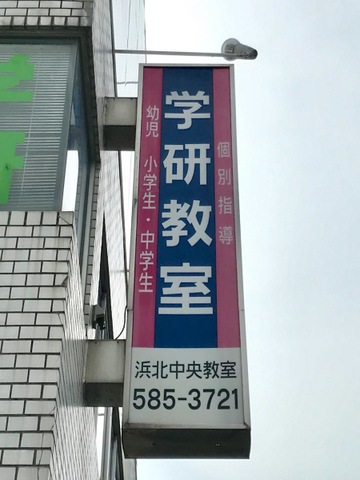 個別指導
学研教室
幼児 小学生・中学生
浜北中央教室
585-3721